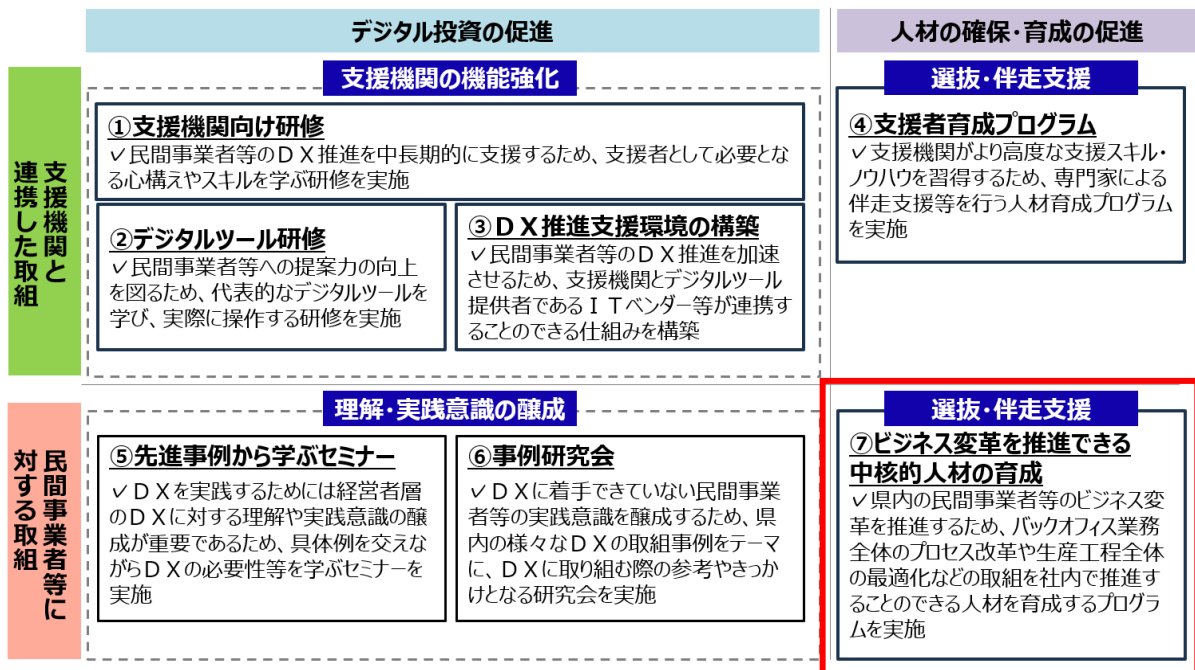 デジタル投資の促進
人材の確保・育成の促進
支援機関と
連携した取組
支援機関の機能強化
①支援機関向け研修
✓民間事業者等のＤＸ推進を中長期的に支援するため、支援者として必要とな
る心構えやスキルを学ぶ研修を実施
②デジタルツール研修
✓民間事業者等への提案力の向上
を図るため、代表的なデジタルツールを
学び、実際に操作する研修を実施
③ＤＸ推進支援環境の構築
✓民間事業者等のＤＸ推進を加速
させるため、支援機関とデジタルツール
提供者であるＩＴベンダー等が連携す
ることのできる仕組みを構築
選抜・伴走支援
④支援者育成プログラム
✓支援機関がより高度な支援スキル・
ノウハウを習得するため、専門家による
伴走支援等を行う人材育成プログラム
を実施
民間事業者等に
対する取組
理解・実践意識の醸成
⑤先進事例から学ぶセミナー
✓ＤＸを実践するためには経営者層
のＤＸに対する理解や実践意識の醸
成が重要であるため、具体例を交えな
がらＤＸの必要性等を学ぶセミナーを
実施
⑥事例研究会
✓ＤＸに着手できていない民間事業
者等の実践意識を醸成するため、県
内の様々なＤＸの取組事例をテーマ
に、ＤＸに取り組む際の参考やきっか
けとなる研究会を実施
選抜・伴走支援
⑦ビジネス変革を推進できる
中核的人材の育成
✓県内の民間事業者等のビジネス変
革を推進するため、バックオフィス業務
全体のプロセス改革や生産工程全体
の最適化などの取組を社内で推進す
ることのできる人材を育成するプログラ
ムを実施